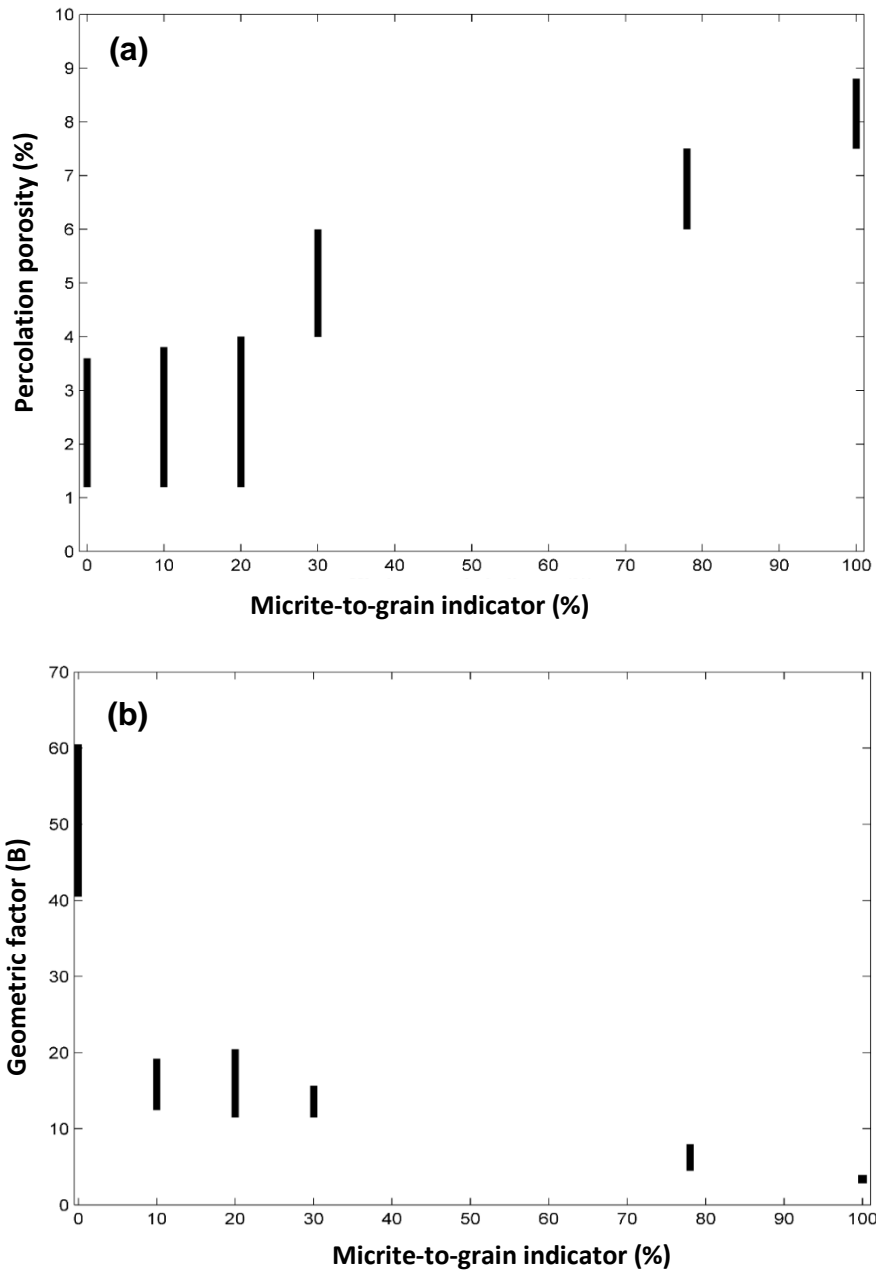 10
(a)
9
8
7
6
5
4
3
2
1
0
Percolation porosity (%)
0 10 20 30 40 50 60 70 80 90 100
Micrite-to-grain indicator (%)
70
(b)
60
50
40
30
20
10
0
Geometric factor (B)
0 10 20 30 40 50 60 70 80 90 100
Micrite-to-grain indicator (%)